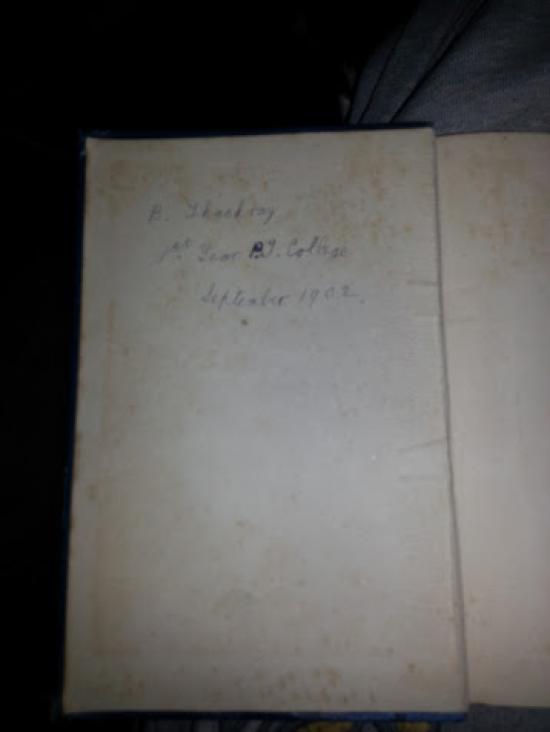 B. Thackray
1st Year P.T. College
September 1902.